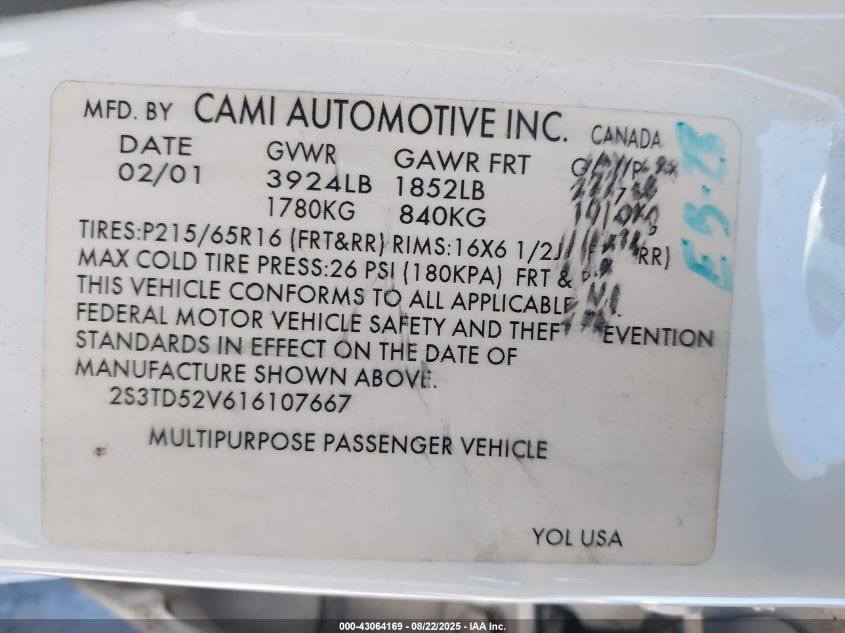 MFD. BY CAMI AUTOMOTIVE INC. CANADA
DATE GVWR GAWR FRT
02/01 3924LB 1852LB
1780KG 840KG
TIRES:P215/65R16 (FRT&RR) RIMS:16X6 1/2J RR)
MAX COLD TIRE PRESS:26 PSI (180KPA) FRT &
THIS VEHICLE CONFORMS TO ALL APPLICABLE
FEDERAL MOTOR VEHICLE SAFETY AND THEFT
STANDARDS IN EFFECT ON THE DATE OF
MANUFACTURE SHOWN ABOVE.
2S3TD52V616107667
MULTIPURPOSE PASSENGER VEHICLE
YOL USA
000-43064169 - 08/22/2025 - IAA Inc.